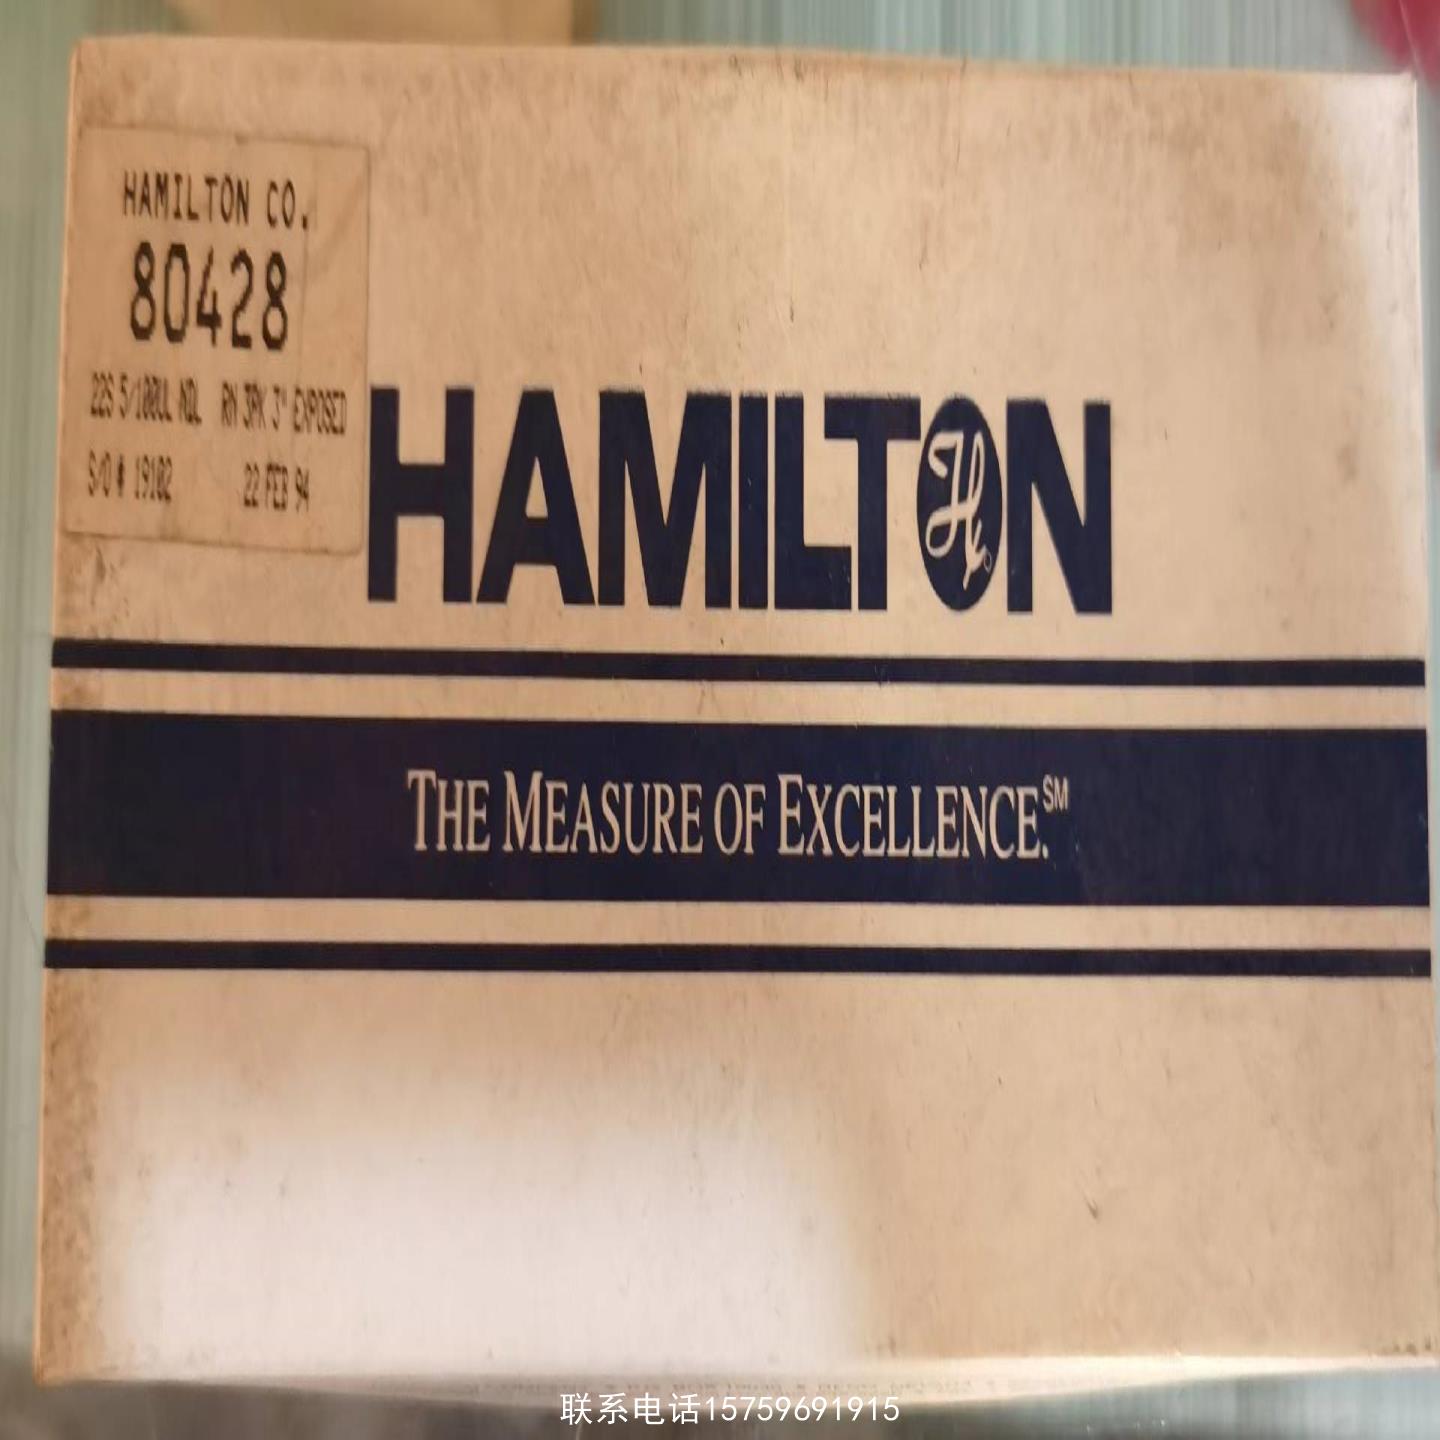 HAMILTON CO.
80428
22S 5/100UL NDL RN 3PK 3" EXPOSED
S/O # 19102 22 FEB 94
HAMILTON
THE MEASURE OF EXCELLENCE.SM
联系电话15759691915